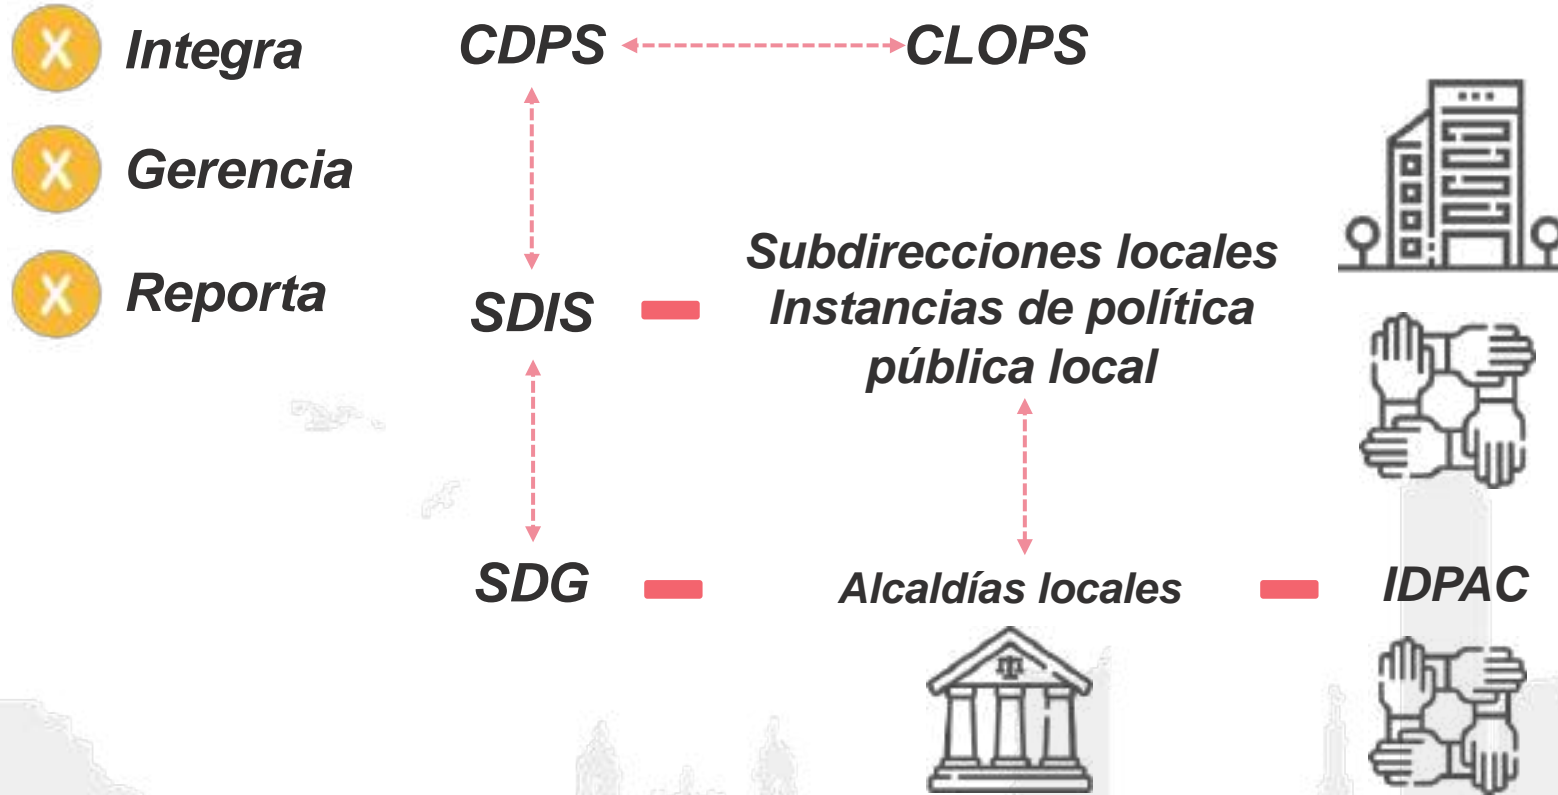 X Integra
X Gerencia
X Reporta
CDPS
CLOPS
SDIS
Subdirecciones locales
Instancias de política
pública local
SDG
Alcaldías locales
IDPAC